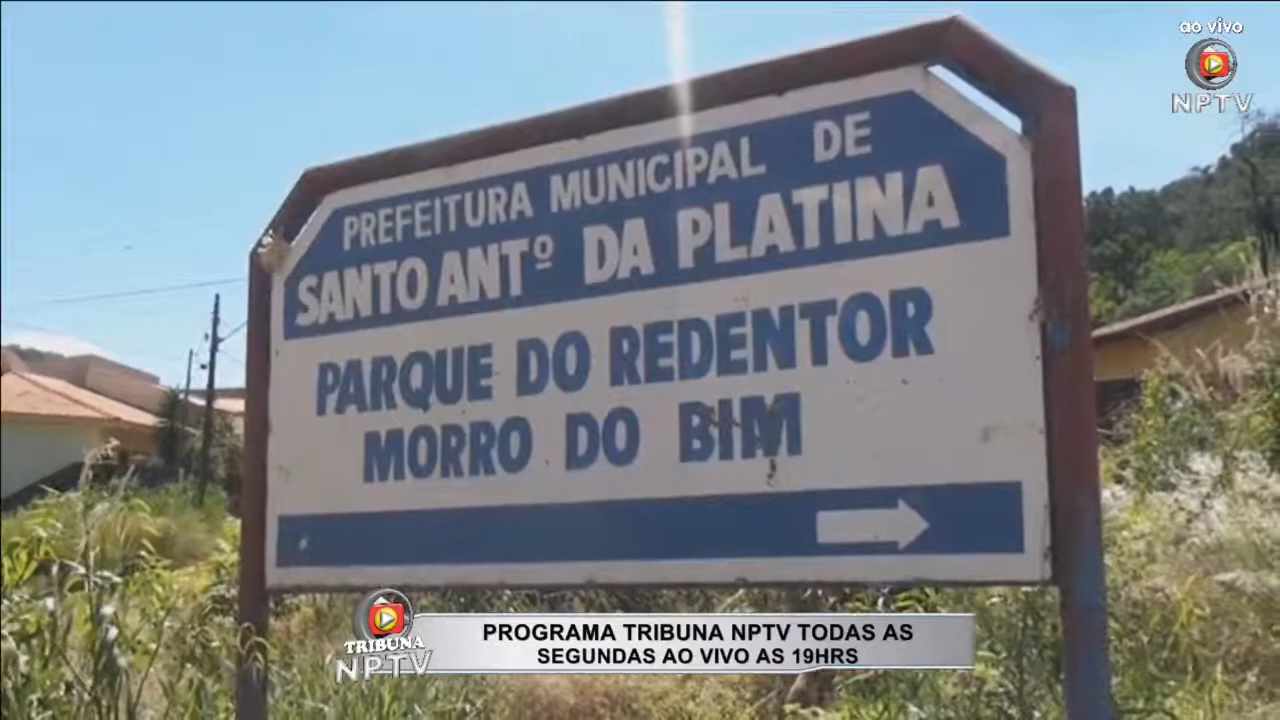 ao vivo
NPTV
PREFEITURA MUNICIPAL DE
SANTO ANTº DA PLATINA
PARQUE DO REDENTOR
MORRO DO BIM
TRIBUNA
NPTV
PROGRAMA TRIBUNA NPTV TODAS AS
SEGUNDAS AO VIVO AS 19HRS